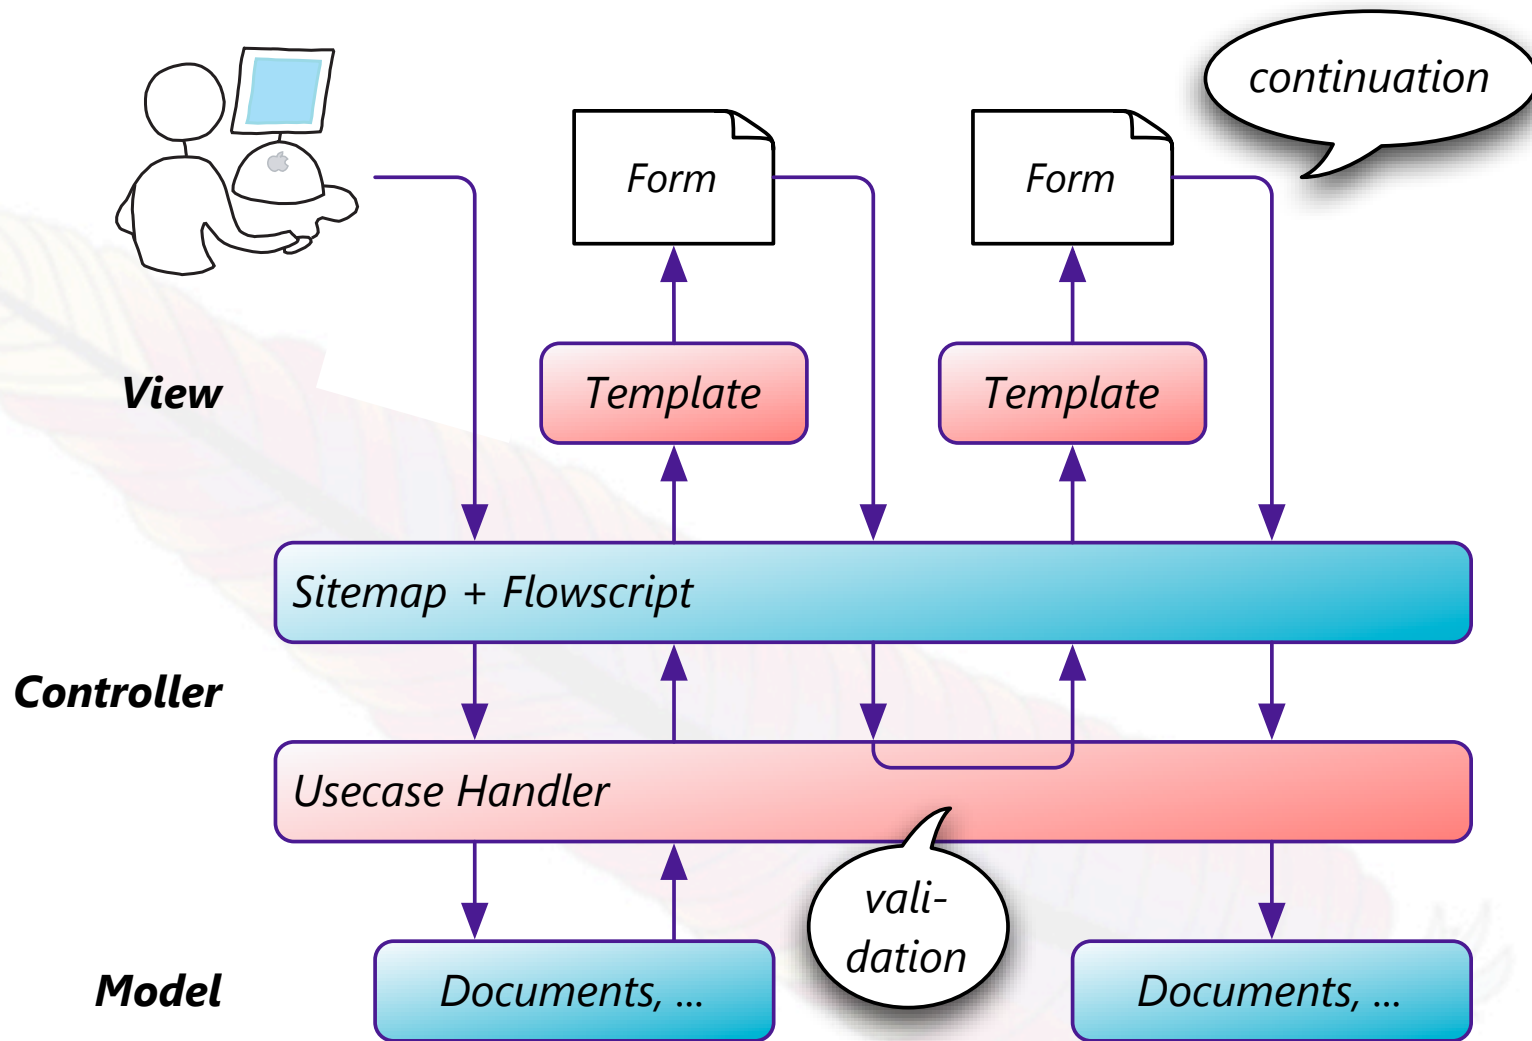 continuation
Form
Form
View
Template
Template
Sitemap + Flowscript
Controller
Usecase Handler
vali-
dation
Model
Documents, ...
Documents, ...